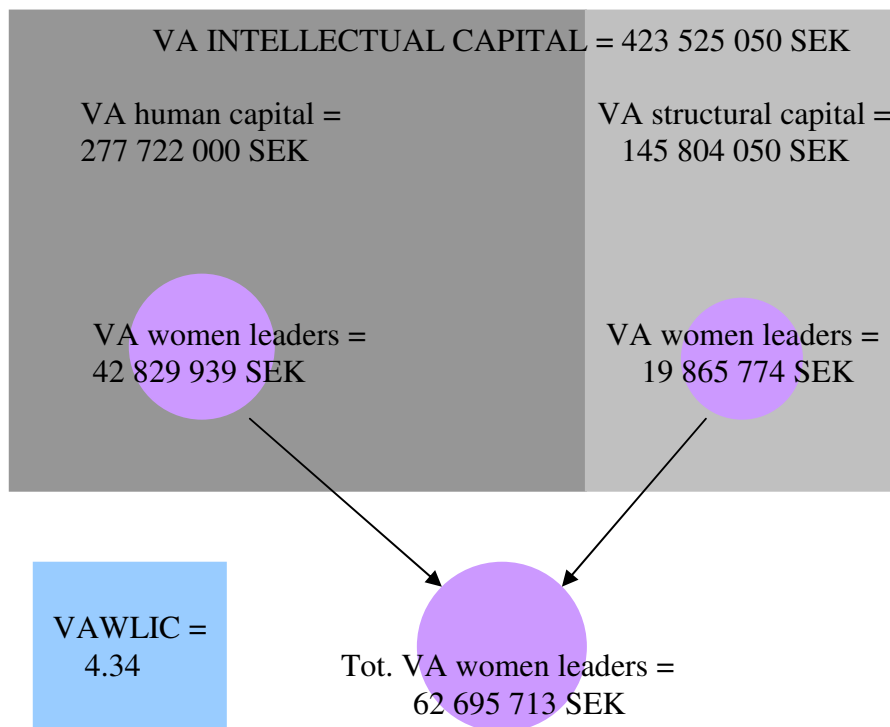 VA INTELLECTUAL CAPITAL = 423 525 050 SEK
VA human capital =
277 722 000 SEK
VA structural capital =
145 804 050 SEK
VA women leaders =
42 829 939 SEK
VA women leaders =
19 865 774 SEK
VAWLIC =
4.34
Tot. VA women leaders =
62 695 713 SEK